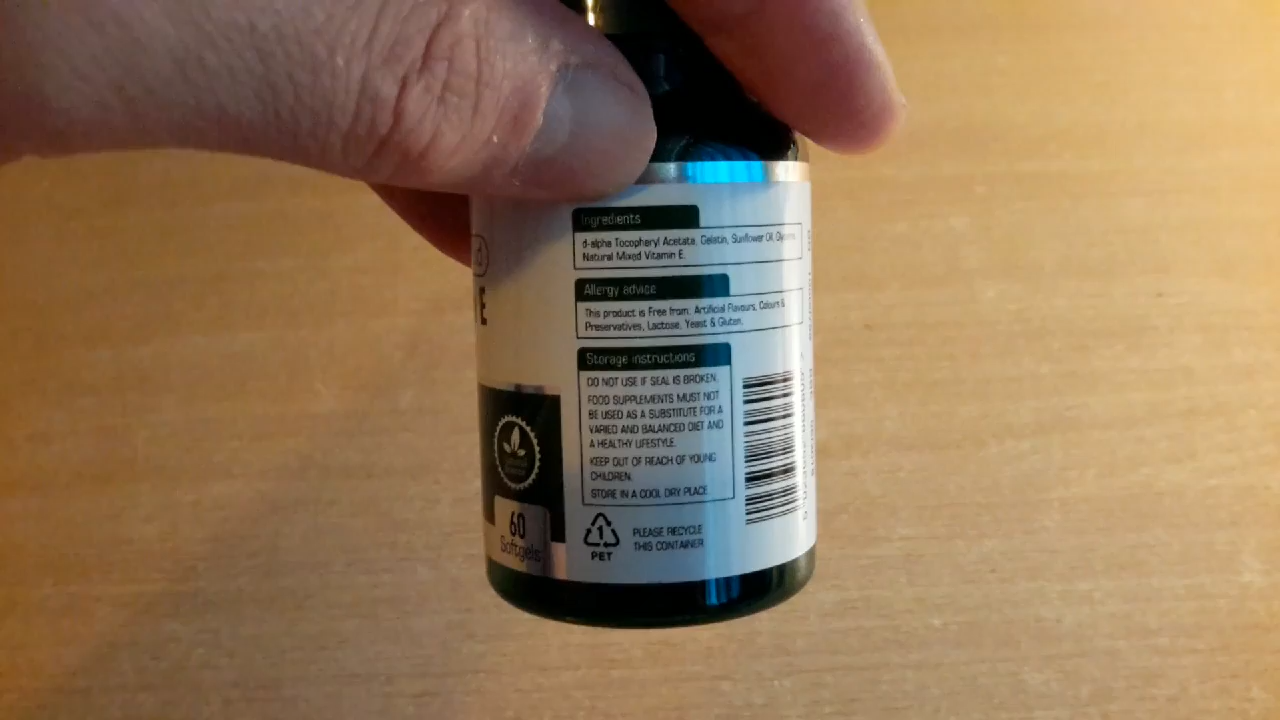 Ingredients
d-alpha Tocopheryl Acetate, Gelatin, Sunflower Oil,
Natural Mixed Vitamin E.
Allergy advice
This product is Free from: Artificial Flavours, Colours &
Preservatives, Lactose, Yeast & Gluten.
Storage instructions
DO NOT USE IF SEAL IS BROKEN.
FOOD SUPPLEMENTS MUST NOT
BE USED AS A SUBSTITUTE FOR A
VARIED AND BALANCED DIET AND
A HEALTHY LIFESTYLE.
KEEP OUT OF REACH OF YOUNG
CHILDREN.
STORE IN A COOL DRY PLACE.
1
PET
PLEASE RECYCLE
THIS CONTAINER
E
60
Softgels